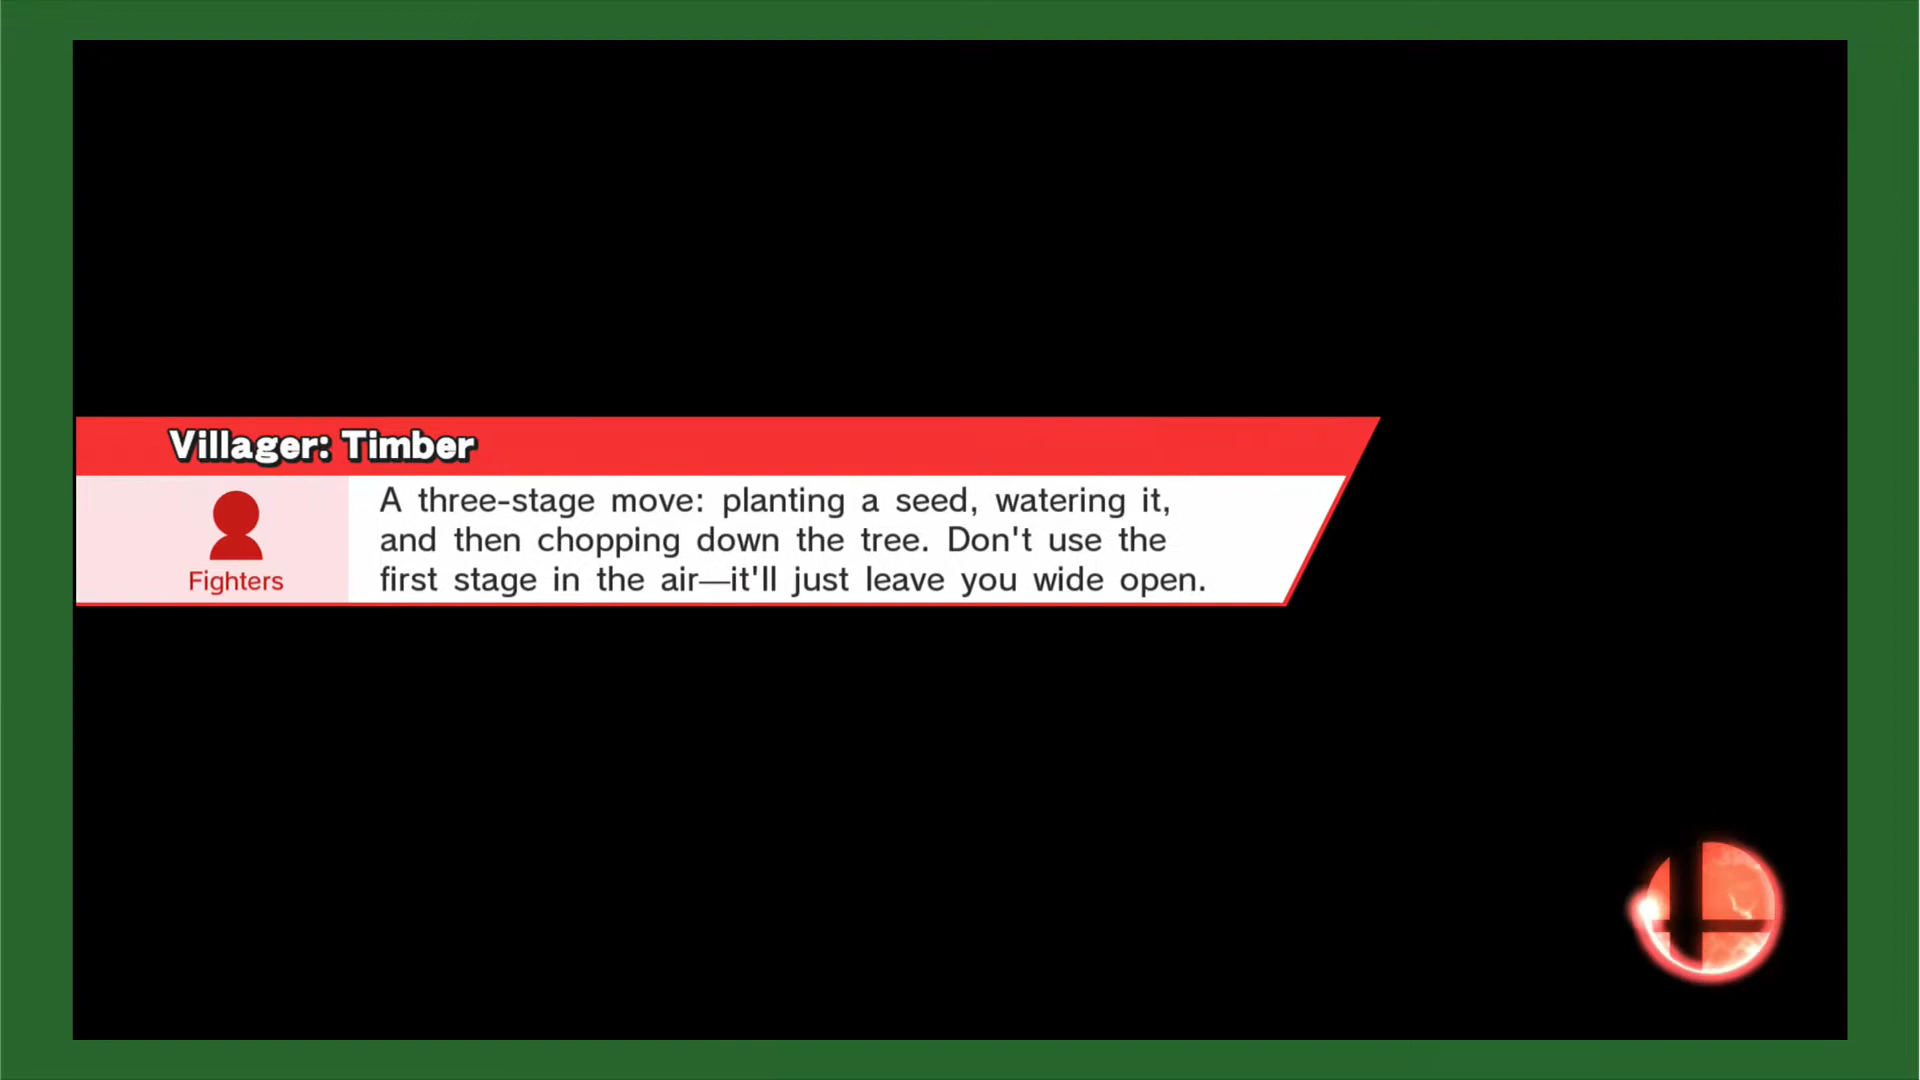 Villager: Timber
Fighters
A three-stage move: planting a seed, watering it,
and then chopping down the tree. Don't use the
first stage in the air—it'll just leave you wide open.